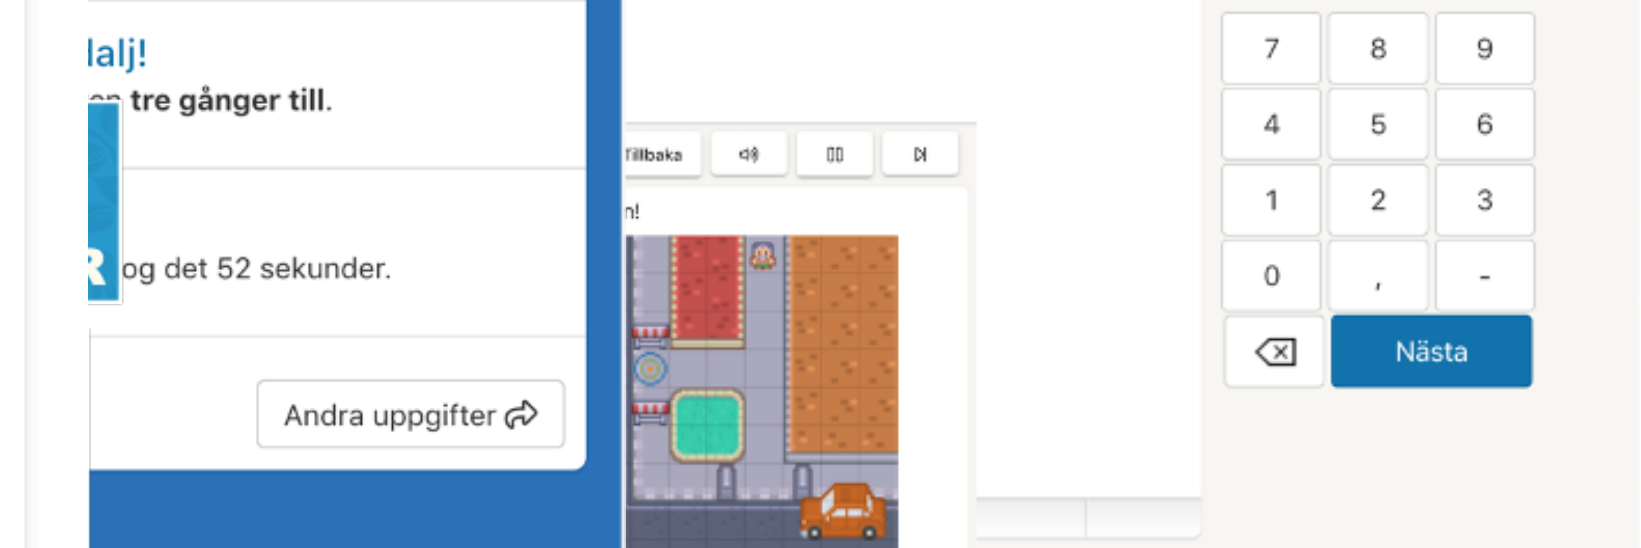 dalj!
tre gånger till.
R
og det 52 sekunder.
Andra uppgifter
Tillbaka
n!
7 8 9
4 5 6
1 2 3
0 , -
Nästa